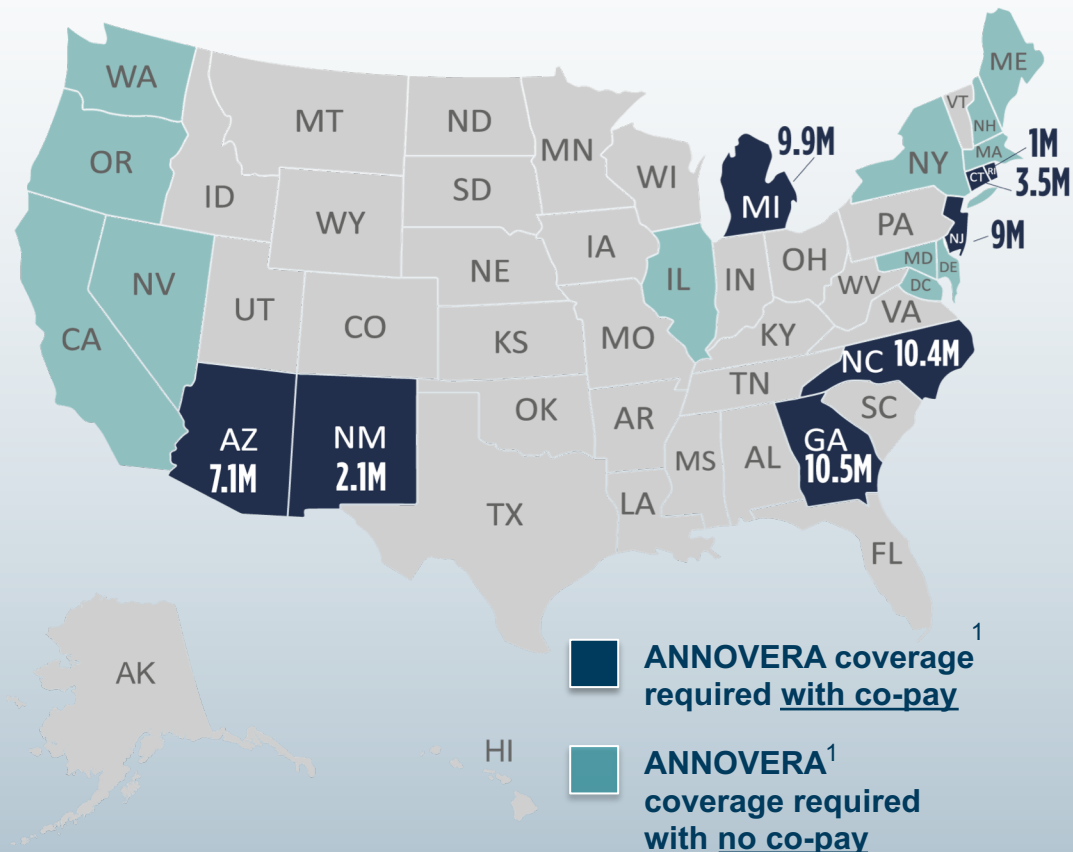 WA
MT
ND
MN
ME
VT
NH
OR
ID
SD
WI
9.9M
NY
MA
1M
CT
RI
3.5M
WY
MI
IA
PA
NJ
9M
NV
NE
IL
IN
OH
MD
DE
DC
WV
VA
UT
CO
CA
KS
MO
KY
NC 10.4M
TN
OK
AR
SC
AZ
7.1M
NM
2.1M
MS
AL
GA
10.5M
TX
LA
FL
AK
HI
ANNOVERA coverage1
required with co-pay
ANNOVERA1
coverage required
with no co-pay